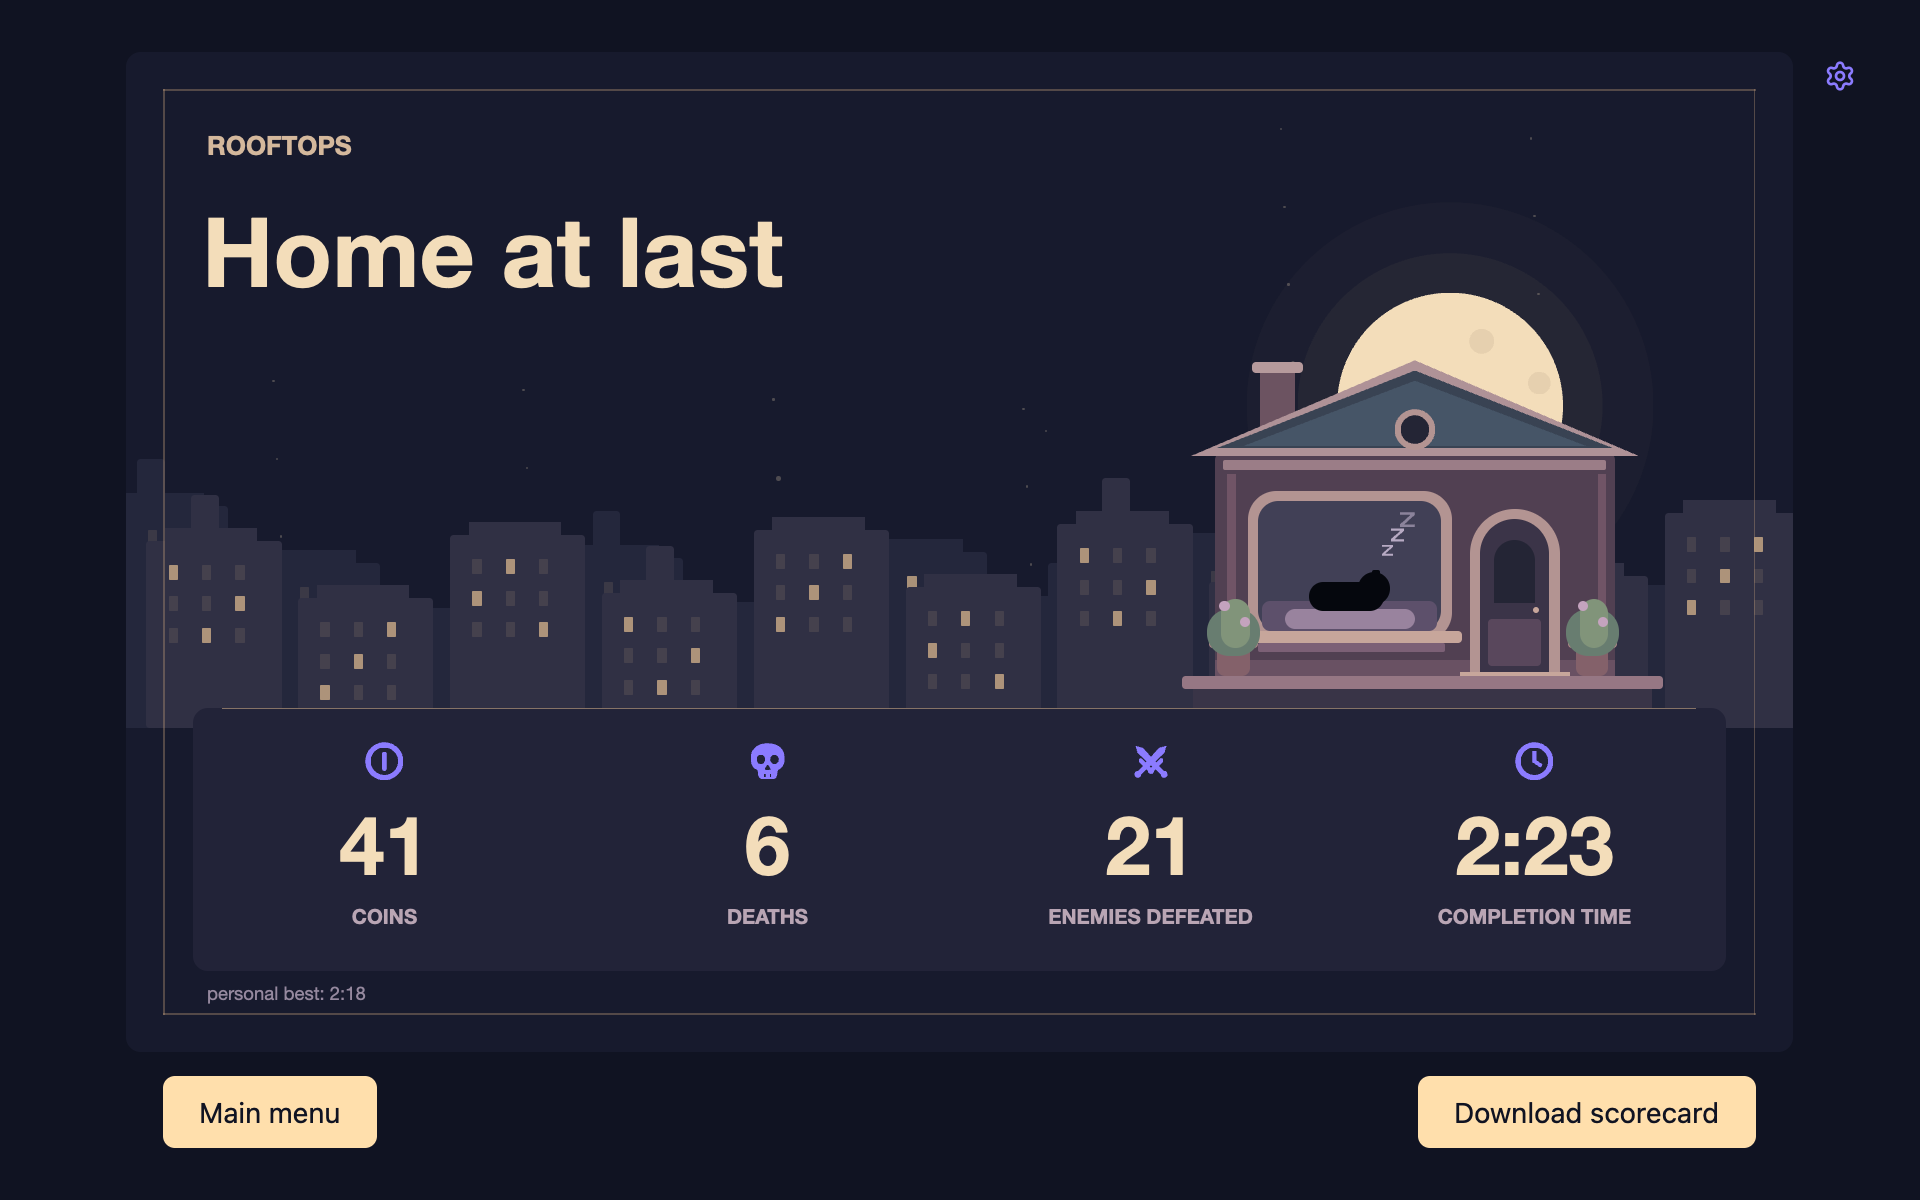 ROOFTOPS
Home at last
z
z
z
41
6
21
2:23
COINS
DEATHS
ENEMIES DEFEATED
COMPLETION TIME
personal best: 2:18
Main menu
Download scorecard